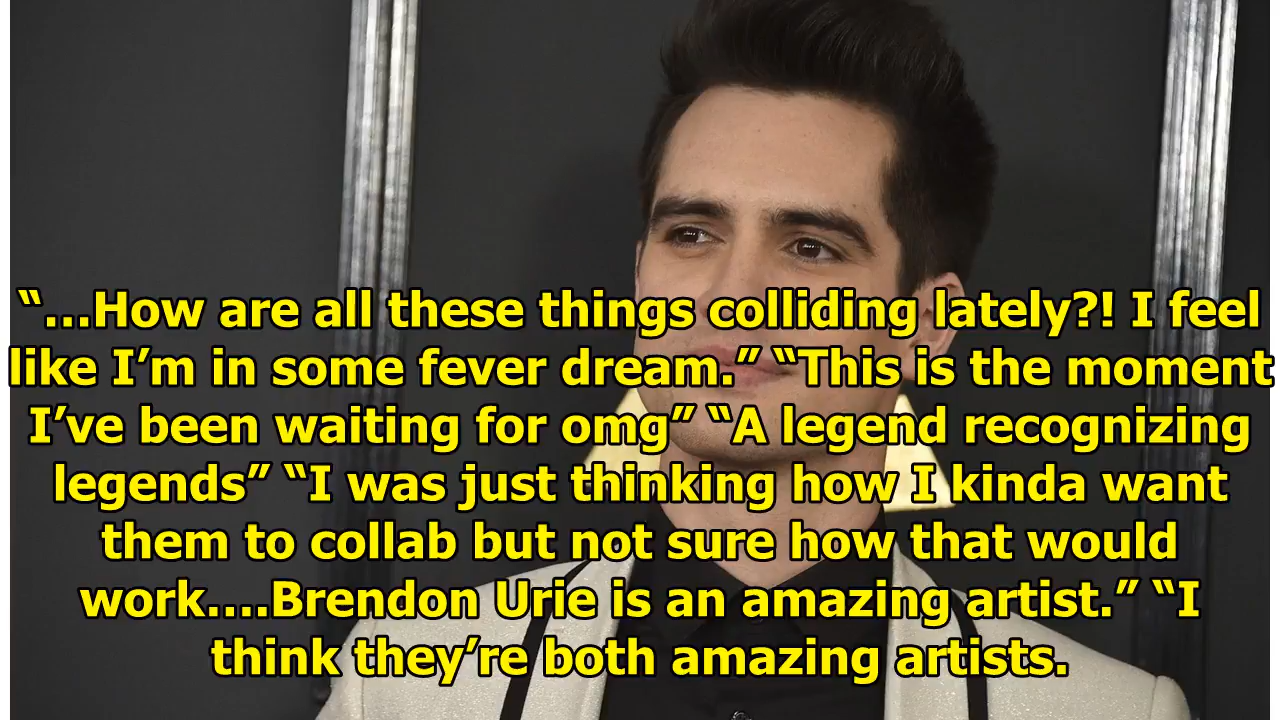 “...How are all these things colliding lately?! I feel
like I’m in some fever dream.” “This is the moment
I’ve been waiting for omg” “A legend recognizing
legends” “I was just thinking how I kinda want
them to collab but not sure how that would
work....Brendon Urie is an amazing artist.” “I
think they’re both amazing artists.